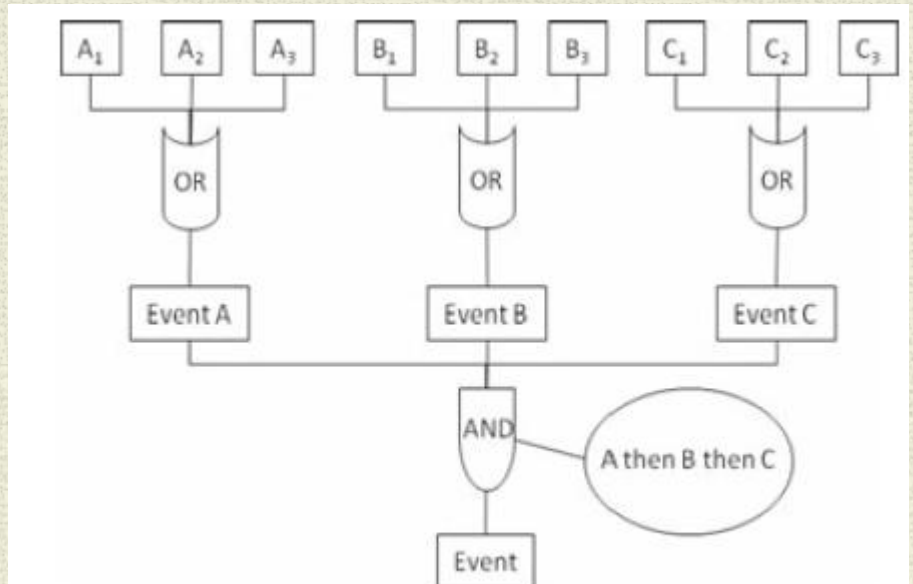 A₁ A₂ A₃ B₁ B₂ B₃ C₁ C₂ C₃
OR OR OR
Event A Event B Event C
AND
A then B then C
Event